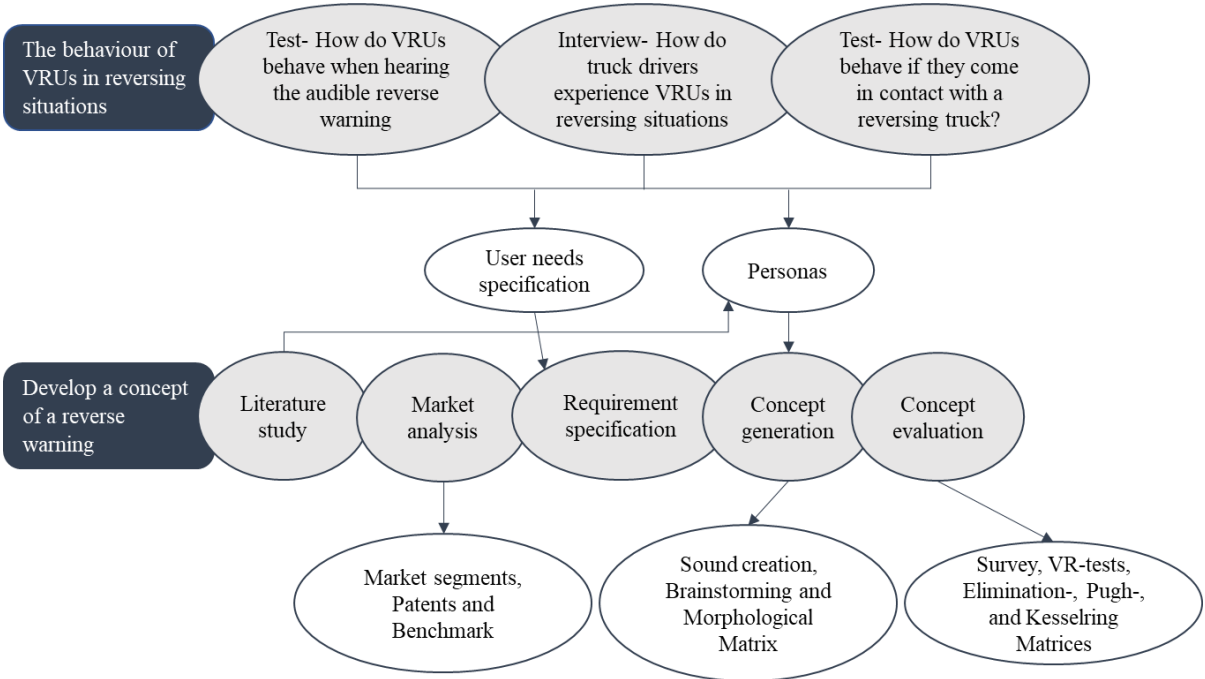 The behaviour of
VRUs in reversing
situations
Test- How do VRUs
behave when hearing
the audible reverse
warning
Interview- How do
truck drivers
experience VRUs in
reversing situations
Test- How do VRUs
behave if they come
in contact with a
reversing truck?
User needs
specification
Personas
Develop a concept
of a reverse
warning
Literature
study
Market
analysis
Requirement
specification
Concept
generation
Concept
evaluation
Market segments,
Patents and
Benchmark
Sound creation,
Brainstorming and
Morphological
Matrix
Survey, VR-tests,
Elimination-, Pugh-,
and Kesselring
Matrices